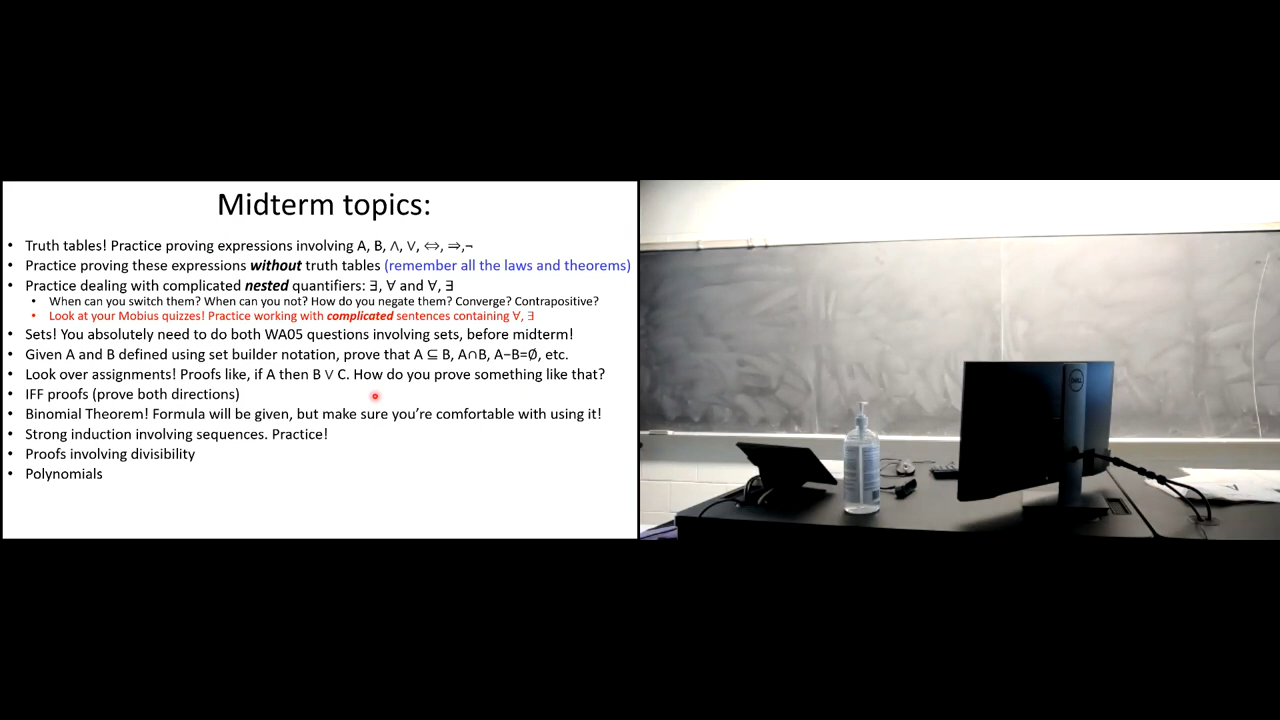 Midterm topics:
• Truth tables! Practice proving expressions involving A, B, ∧, ∨, ⇔, ⇒,¬
• Practice proving these expressions without truth tables (remember all the laws and theorems)
• Practice dealing with complicated nested quantifiers: ∃, ∀ and ∀, ∃
• When can you switch them? When can you not? How do you negate them? Converge? Contrapositive?
• Look at your Mobius quizzes! Practice working with complicated sentences containing ∀, ∃
• Sets! You absolutely need to do both WA05 questions involving sets, before midterm!
• Given A and B defined using set builder notation, prove that A ⊆ B, A∩B, A−B=∅, etc.
• Look over assignments! Proofs like, if A then B ∨ C. How do you prove something like that?
• IFF proofs (prove both directions)
• Binomial Theorem! Formula will be given, but make sure you're comfortable with using it!
• Strong induction involving sequences. Practice!
• Proofs involving divisibility
• Polynomials
DELL